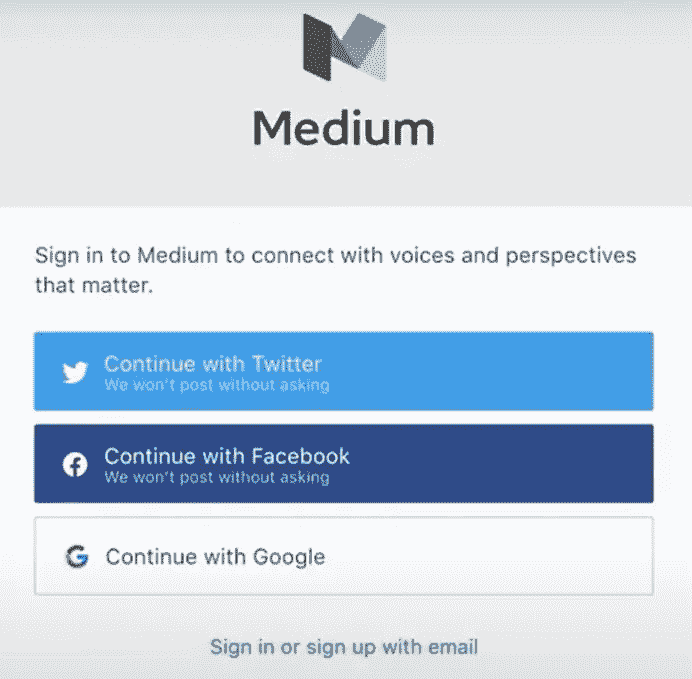 Medium
Sign in to Medium to connect with voices and perspectives
that matter.
Continue with Twitter
We won't post without asking
Continue with Facebook
We won't post without asking
Continue with Google
Sign in or sign up with email